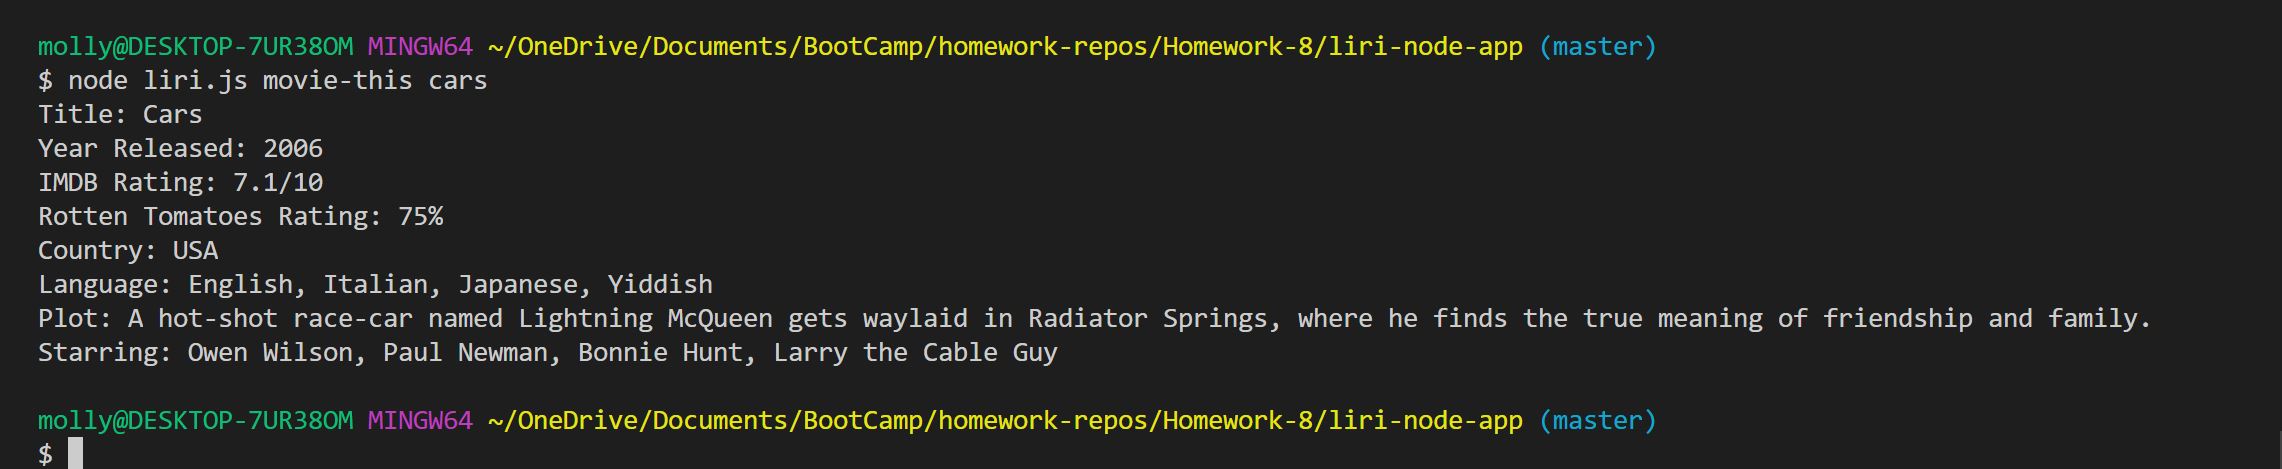 molly@DESKTOP-7UR38OM MINGW64 ~/OneDrive/Documents/BootCamp/homework-repos/Homework-8/liri-node-app (master)
$ node liri.js movie-this cars
Title: Cars
Year Released: 2006
IMDB Rating: 7.1/10
Rotten Tomatoes Rating: 75%
Country: USA
Language: English, Italian, Japanese, Yiddish
Plot: A hot-shot race-car named Lightning McQueen gets waylaid in Radiator Springs, where he finds the true meaning of friendship and family.
Starring: Owen Wilson, Paul Newman, Bonnie Hunt, Larry the Cable Guy
molly@DESKTOP-7UR38OM MINGW64 ~/OneDrive/Documents/BootCamp/homework-repos/Homework-8/liri-node-app (master)
$